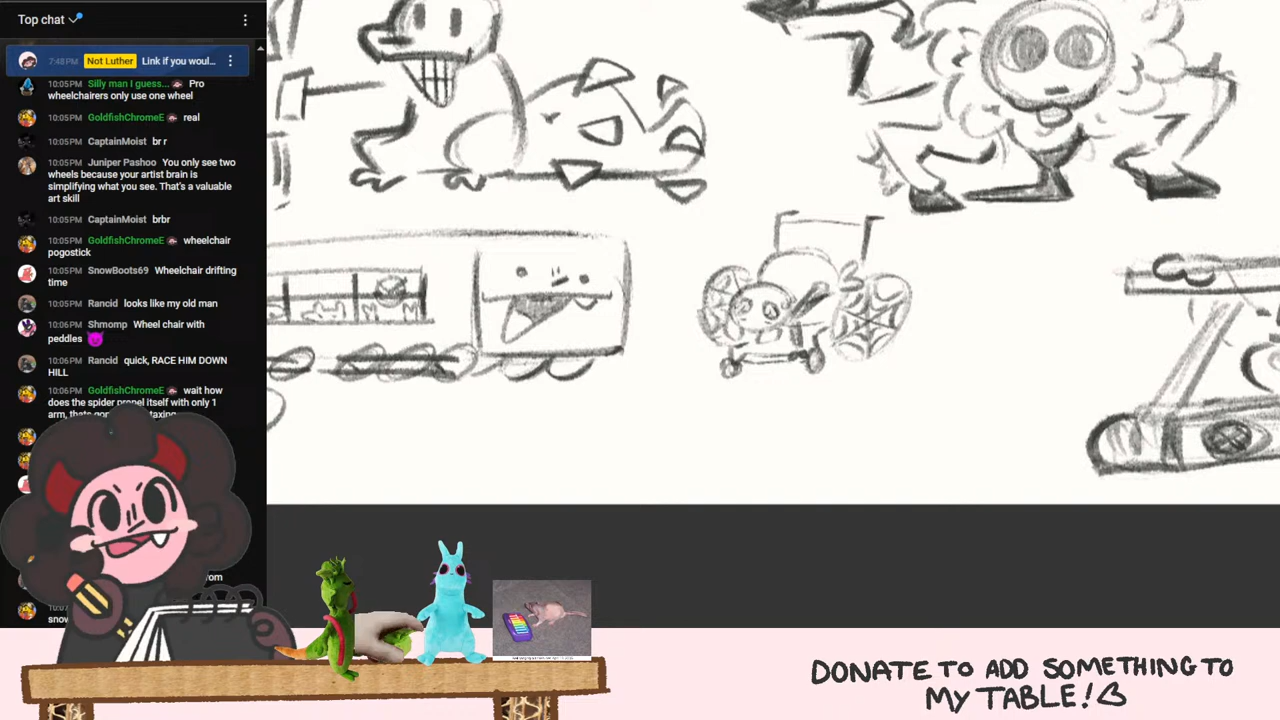 Top chat
7:48PM Not Luther Link if you woul...
10:05PM Silly man I guess... Pro
wheelchairers only use one wheel
10:05PM GoldfishChromeE real
10:05PM CaptainMoist br r
10:05PM Juniper Pashoo You only see two
wheels because your artist brain is
simplifying what you see. That's a valuable
art skill
10:05PM CaptainMoist brbr
10:05PM GoldfishChromeE wheelchair
pogostick
10:05PM SnowBoots69 Wheelchair drifting
time
10:05PM Rancid looks like my old man
10:06PM Shmomp Wheel chair with
peddles
10:06PM Rancid quick, RACE HIM DOWN
HILL
10:06PM GoldfishChromeE wait how
does the spider propel itself with only 1
arm, thats
DONATE TO ADD SOMETHING TO
MY TABLE!